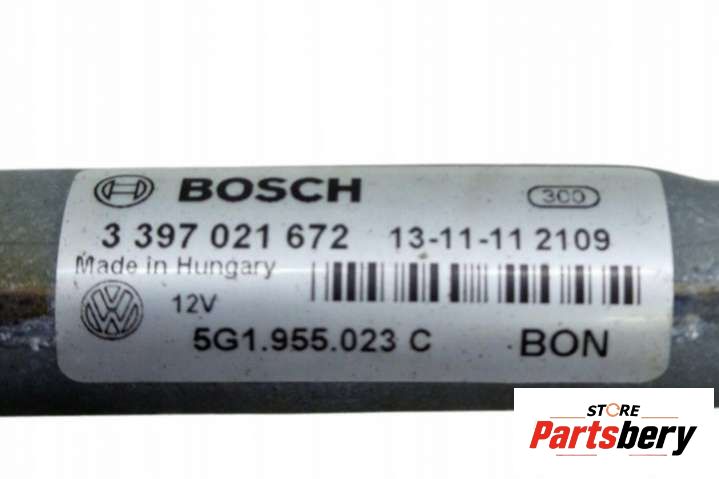 BOSCH 300
3 397 021 672 13-11-11 2109
Made in Hungary
12V
5G1.955.023 C BON
STORE
Partsbery